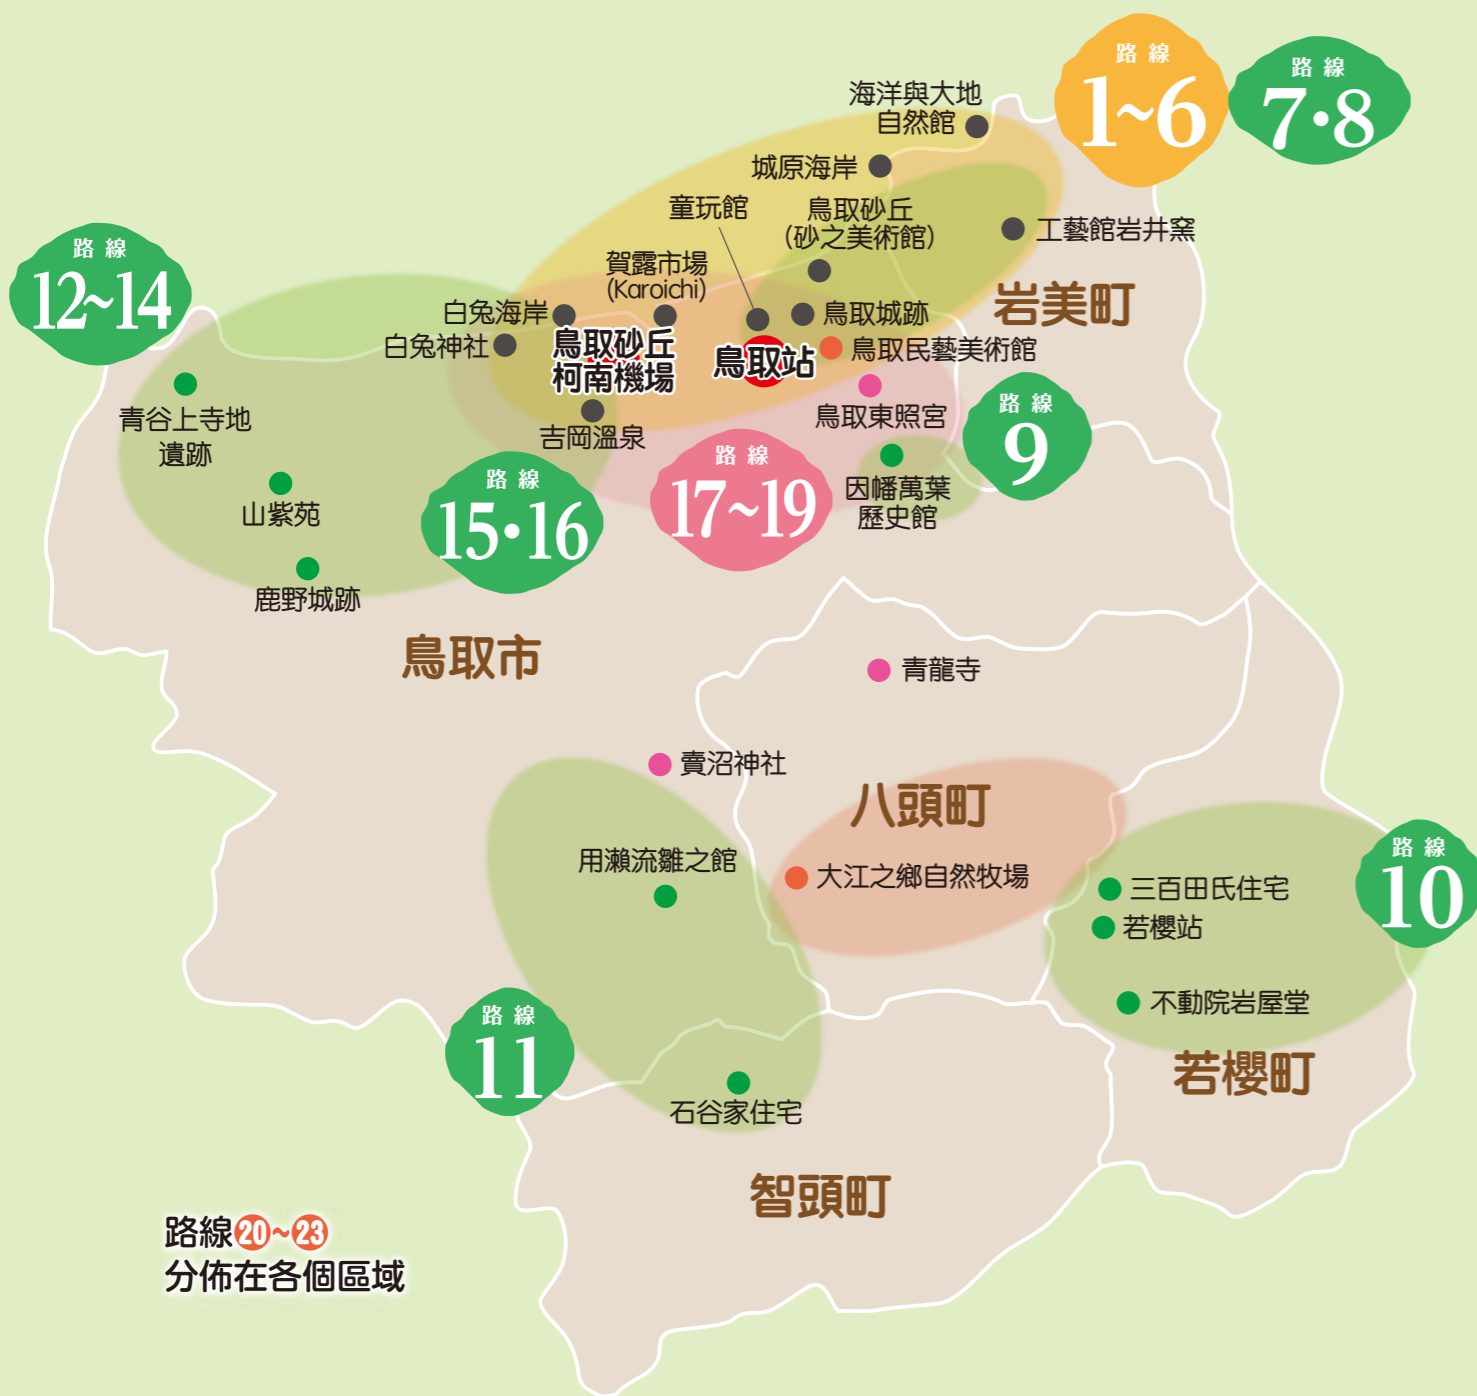 路線
1~6
路線
7・8
海洋與大地
自然館
城原海岸
童玩館
鳥取砂丘
(砂之美術館)
工藝館岩井窯
路線
12~14
賀露市場
(Karoichi)
岩美町
白兔海岸
鳥取城跡
白兔神社
鳥取砂丘
柯南機場
鳥取站
鳥取民藝美術館
青谷上寺地
遺跡
吉岡溫泉
鳥取東照宮
路線
9
山紫苑
路線
15・16
路線
17~19
因幡萬葉
歷史館
鹿野城跡
鳥取市
青龍寺
賣沼神社
八頭町
用瀨流雛之館
大江之鄉自然牧場
三百田氏住宅
路線
10
若櫻站
不動院岩屋堂
路線
11
若櫻町
石谷家住宅
智頭町
路線20~23
分佈在各個區域